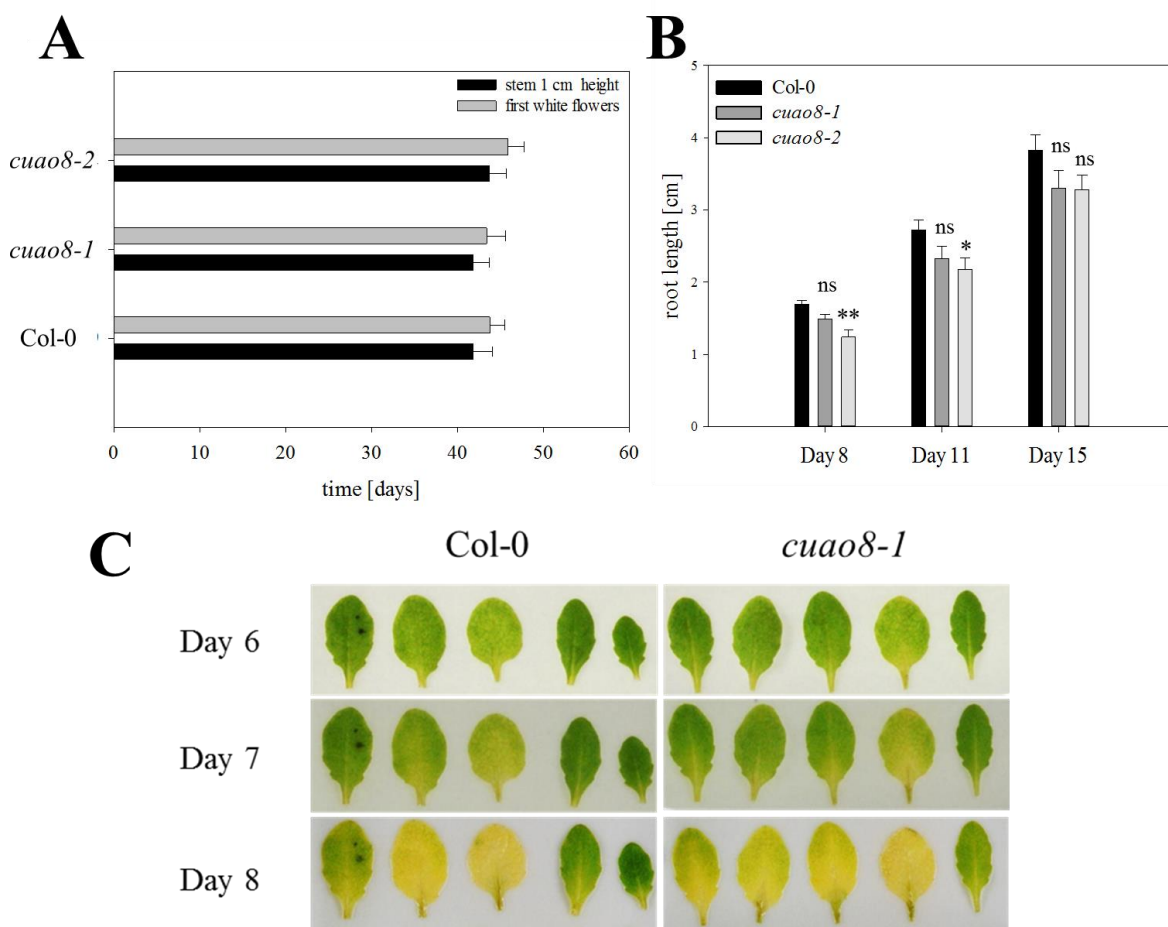 A
stem 1 cm height
first white flowers
cuao8-2
cuao8-1
Col-0
0 10 20 30 40 50 60
time [days]
B
5
4
3
2
1
0
root length [cm]
Col-0
cuao8-1
cuao8-2
ns
**
ns
*
ns
ns
Day 8 Day 11 Day 15
C
Col-0 cuao8-1
Day 6
Day 7
Day 8